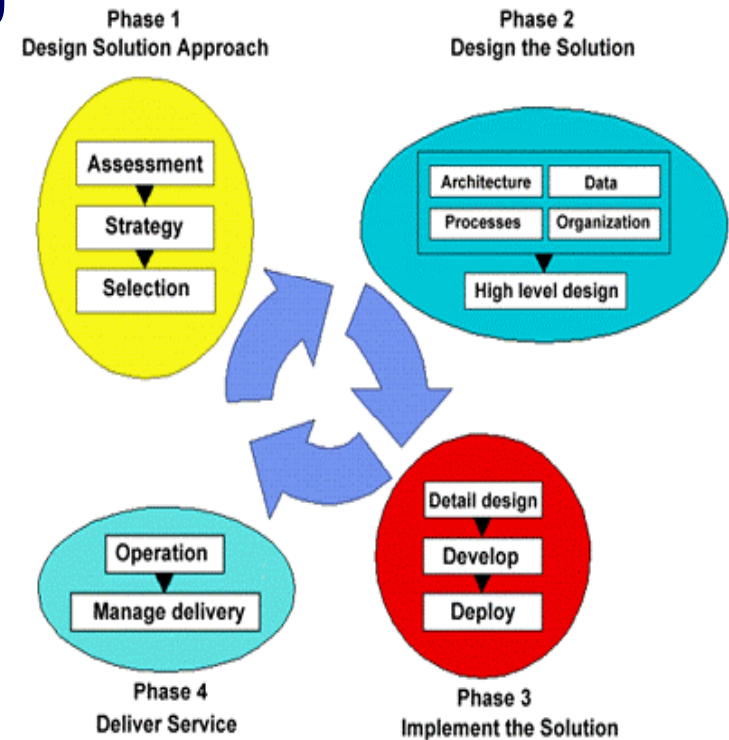 Phase 1
Design Solution Approach
Assessment
Strategy
Selection
Phase 2
Design the Solution
Architecture
Data
Processes
Organization
High level design
Detail design
Develop
Deploy
Phase 3
Implement the Solution
Operation
Manage delivery
Phase 4
Deliver Service